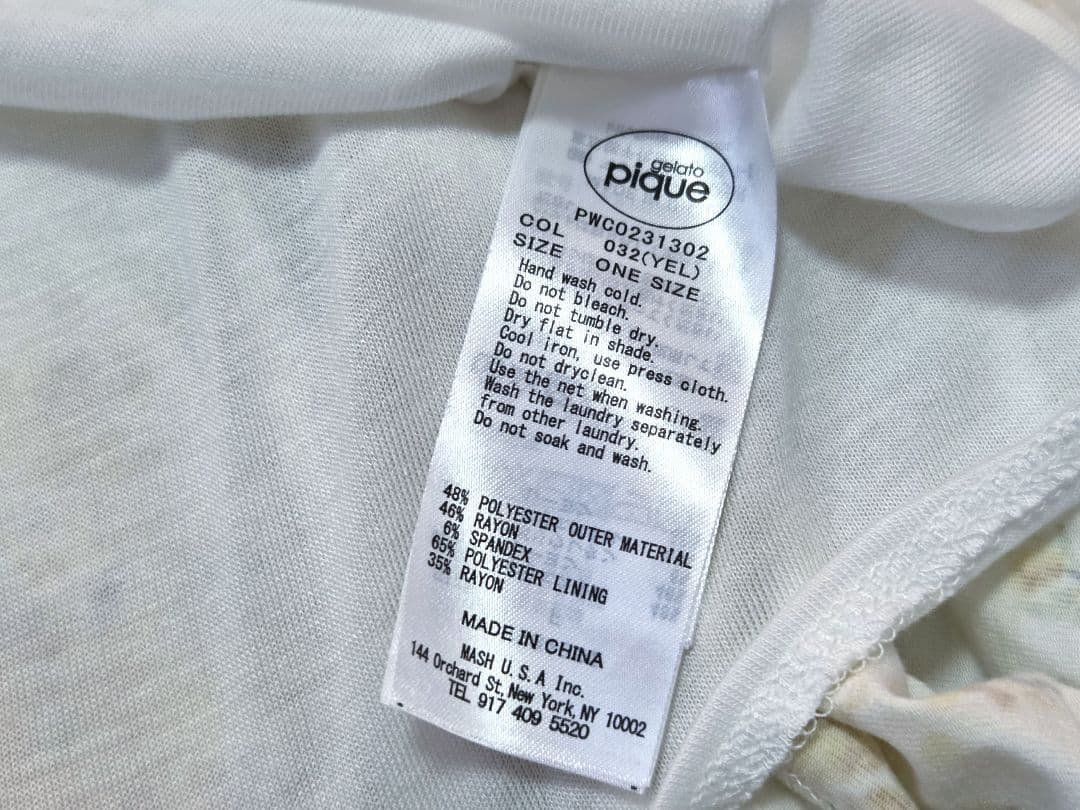 gelato
pique
PWC0231302
COL 032(YEL)
SIZE ONE SIZE
Hand wash cold.
Do not bleach.
Do not tumble dry.
Dry flat in shade.
Cool iron, use press cloth.
Do not dryclean.
Use the net when washing.
Wash the laundry separately
from other laundry.
Do not soak and wash.
48% POLYESTER OUTER MATERIAL
46% RAYON
6% SPANDEX
65% POLYESTER LINING
35% RAYON
MADE IN CHINA
MASH U.S.A Inc.
144 Orchard St, New York, NY 10002
TEL 917 409 5520